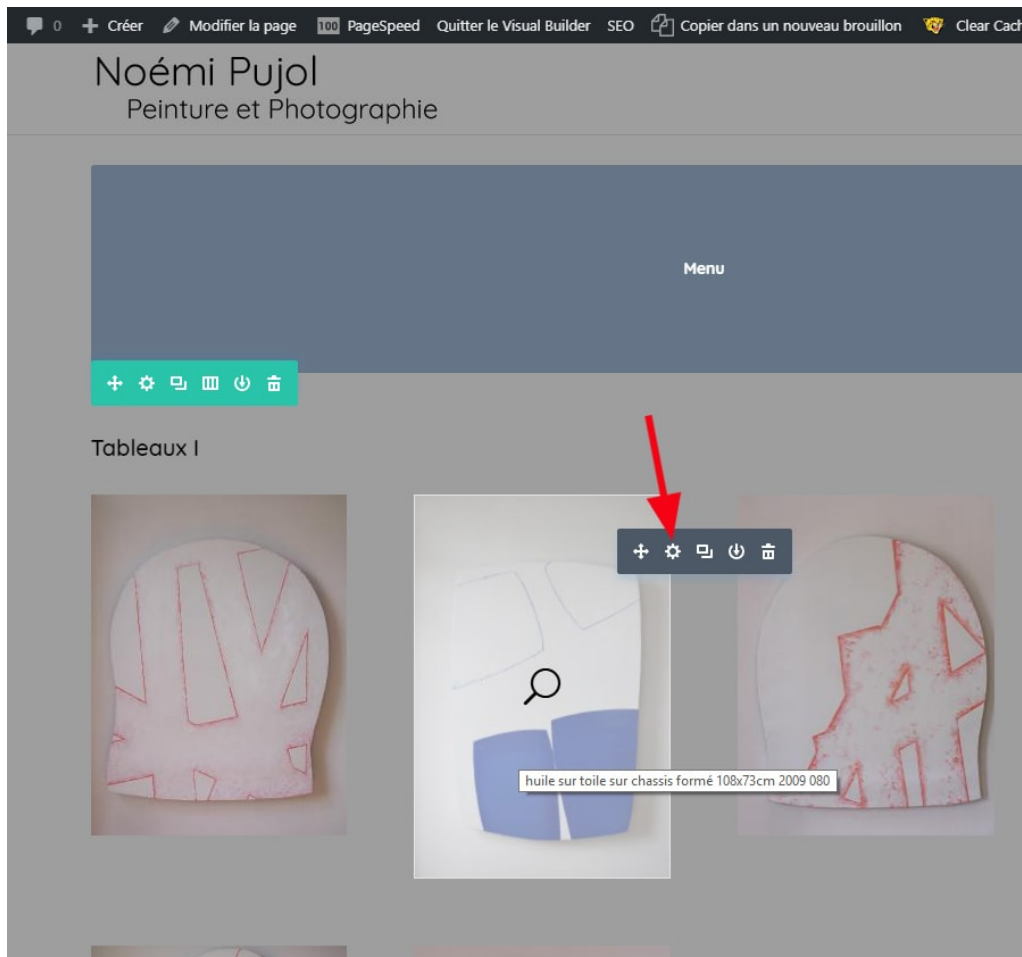 0 Créer Modifier la page 100 PageSpeed Quitter le Visual Builder SEO Copier dans un nouveau brouillon Clear Cach
Noémi Pujol
Peinture et Photographie
Menu
Tableaux I
huile sur toile sur chassis formé 108x73cm 2009 080